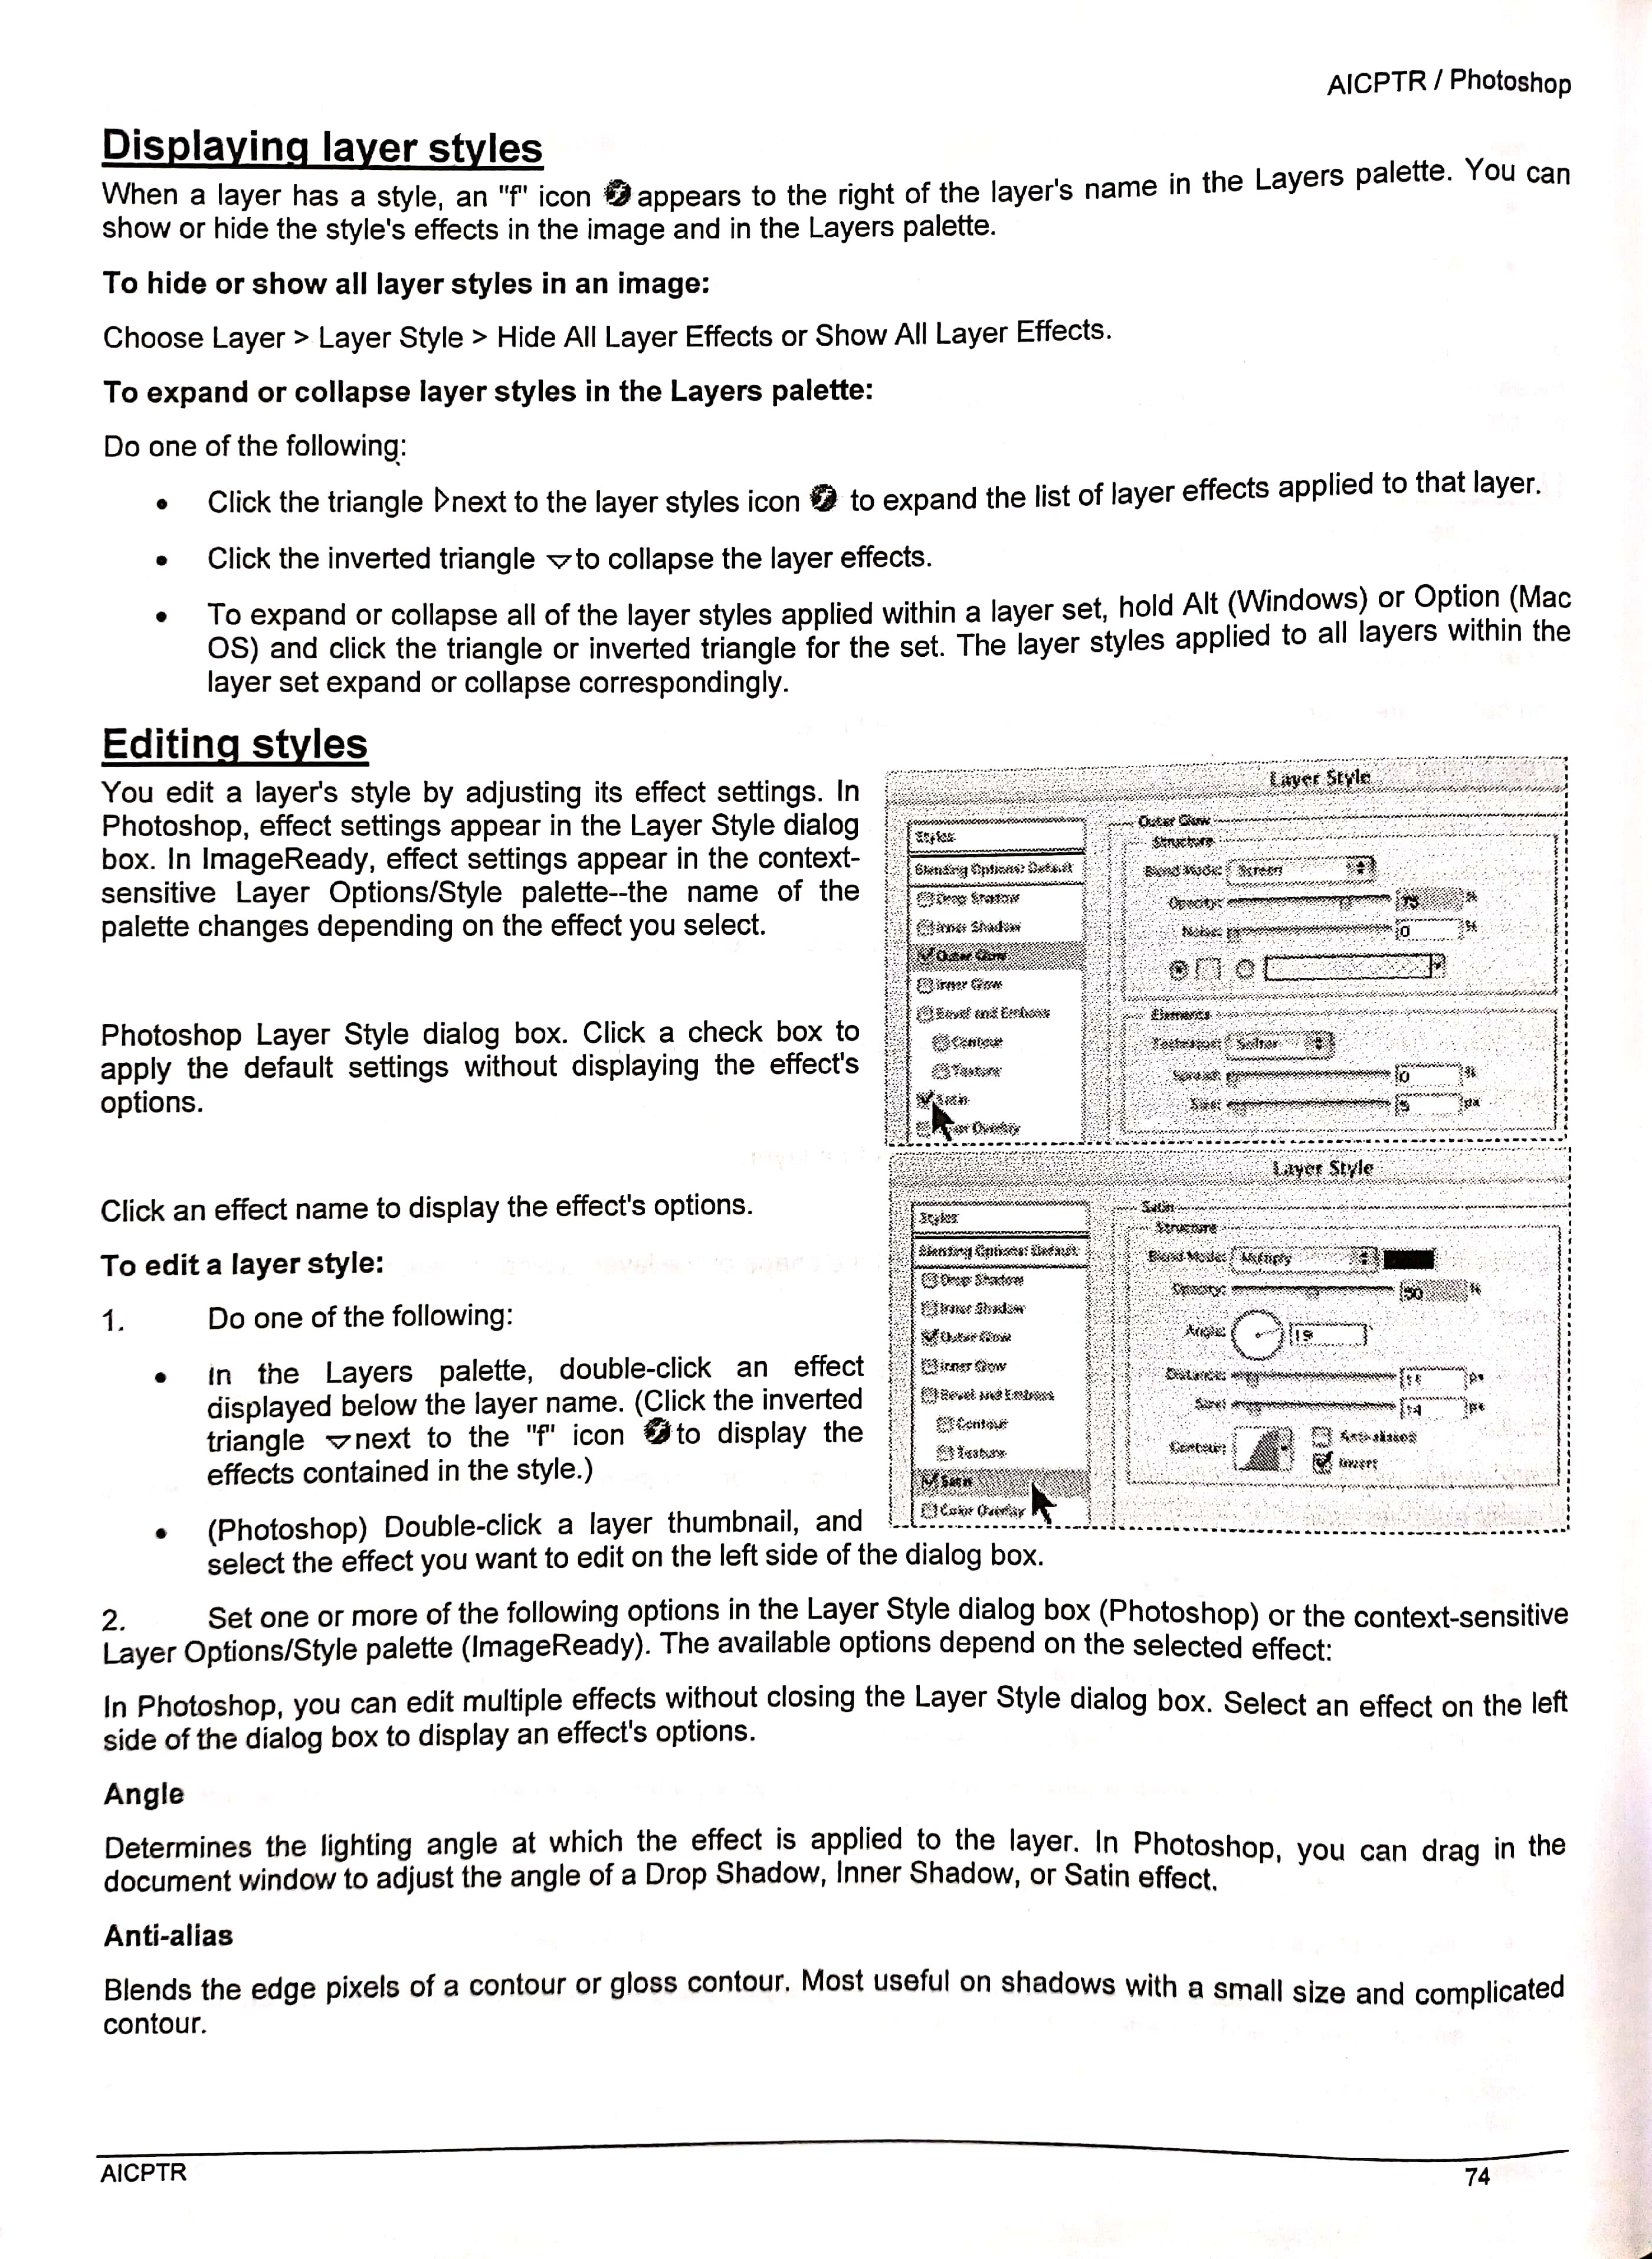 AICPTR / Photoshop
Displaying layer styles
When a layer has a style, an "f" icon appears to the right of the layer's name in the Layers palette. You can
show or hide the style's effects in the image and in the Layers palette.
To hide or show all layer styles in an image:
Choose Layer > Layer Style > Hide All Layer Effects or Show All Layer Effects.
To expand or collapse layer styles in the Layers palette:
Do one of the following:
• Click the triangle ▷next to the layer styles icon to expand the list of layer effects applied to that layer.
• Click the inverted triangle ▽to collapse the layer effects.
• To expand or collapse all of the layer styles applied within a layer set, hold Alt (Windows) or Option (Mac
OS) and click the triangle or inverted triangle for the set. The layer styles applied to all layers within the
layer set expand or collapse correspondingly.
Editing styles
You edit a layer's style by adjusting its effect settings. In
Photoshop, effect settings appear in the Layer Style dialog
box. In ImageReady, effect settings appear in the context-
sensitive Layer Options/Style palette--the name of the
palette changes depending on the effect you select.
Photoshop Layer Style dialog box. Click a check box to
apply the default settings without displaying the effect's
options.
Click an effect name to display the effect's options.
To edit a layer style:
1. Do one of the following:
• In the Layers palette, double-click an effect
displayed below the layer name. (Click the inverted
triangle ▽next to the "f" icon to display the
effects contained in the style.)
• (Photoshop) Double-click a layer thumbnail, and
select the effect you want to edit on the left side of the dialog box.
Layer Style
Styles
Blending Options: Default
Drop Shadow
Inner Shadow
Outer Glow
Inner Glow
Bevel and Emboss
Contour
Texture
Satin
Color Overlay
Outer Glow
Structure
Blend Mode: Screen
Opacity: 75 %
Noise: 0 %
Elements
Technique: Softer
Spread: 0 %
Size: 5 px
Layer Style
Styles
Blending Options: Default
Drop Shadow
Inner Shadow
Outer Glow
Inner Glow
Bevel and Emboss
Contour
Texture
Satin
Color Overlay
Satin
Structure
Blend Mode: Multiply
Opacity: 50 %
Angle: 19
Distance: 11 px
Size: 14 px
Contour: Anti-aliased
Invert
2. Set one or more of the following options in the Layer Style dialog box (Photoshop) or the context-sensitive
Layer Options/Style palette (ImageReady). The available options depend on the selected effect:
In Photoshop, you can edit multiple effects without closing the Layer Style dialog box. Select an effect on the left
side of the dialog box to display an effect's options.
Angle
Determines the lighting angle at which the effect is applied to the layer. In Photoshop, you can drag in the
document window to adjust the angle of a Drop Shadow, Inner Shadow, or Satin effect.
Anti-alias
Blends the edge pixels of a contour or gloss contour. Most useful on shadows with a small size and complicated
contour.
AICPTR
74